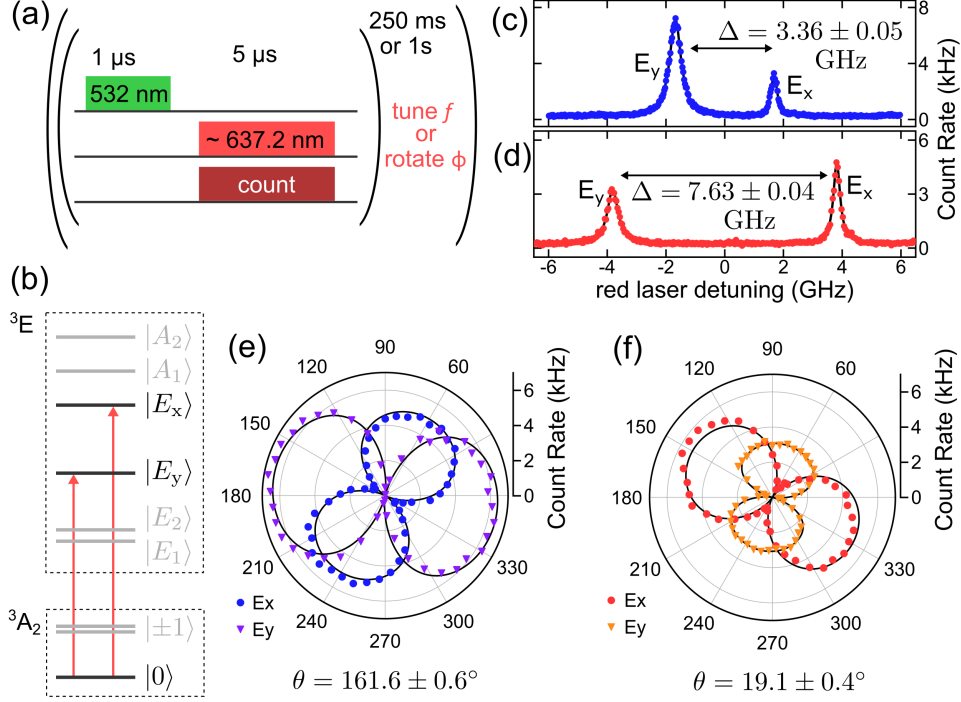 (a)
1 μs
5 μs
250 ms
or 1s
532 nm
~ 637.2 nm
count
tune f
or
rotate ϕ
(b)
³E
|A₂⟩
|A₁⟩
|Eₓ⟩
|E_y⟩
|E₂⟩
|E₁⟩
³A₂
|±1⟩
|0⟩
(c)
E_y
Δ = 3.36 ± 0.05
GHz
Eₓ
8
4
0
(d)
E_y
Δ = 7.63 ± 0.04
GHz
Eₓ
6
4
2
0
Count Rate (kHz)
-6 -4 -2 0 2 4 6
red laser detuning (GHz)
(e)
90
120
60
150
180
210
240
270
300
330
6
4
2
0
Count Rate (kHz)
Ex
Ey
θ = 161.6 ± 0.6°
(f)
90
120
60
150
180
210
240
270
300
330
6
4
2
0
Count Rate (kHz)
Ex
Ey
θ = 19.1 ± 0.4°